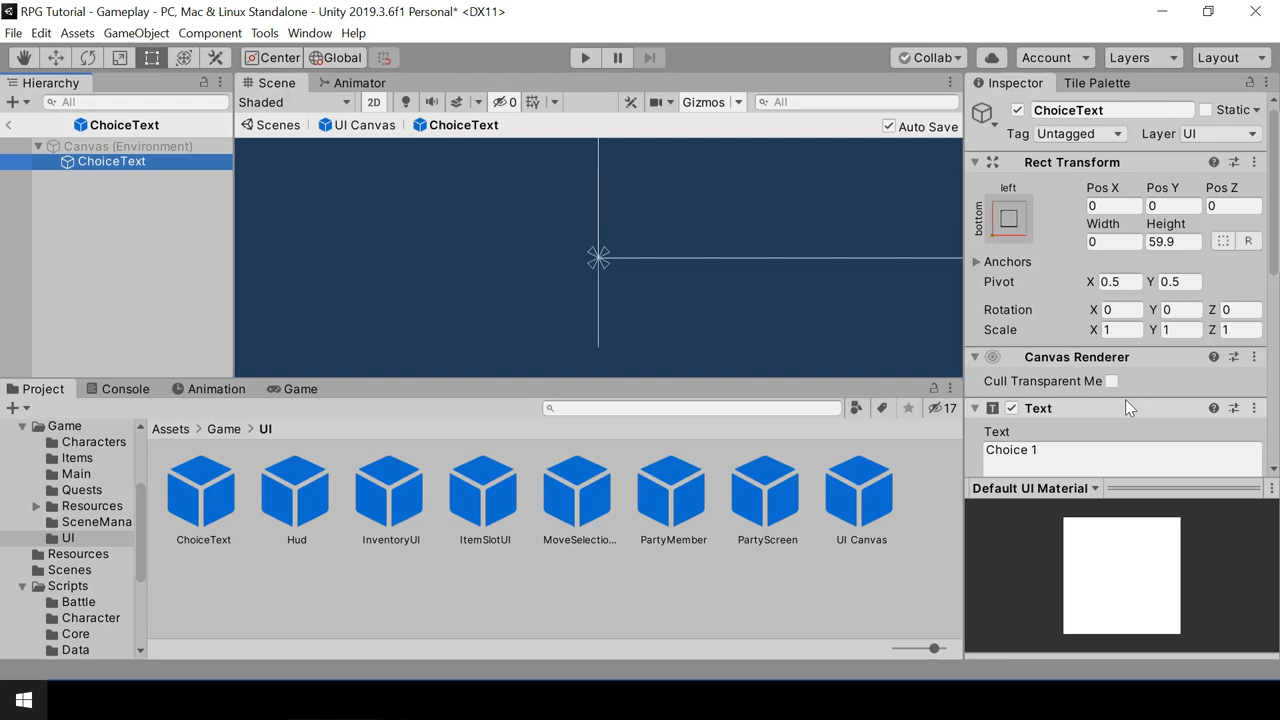 RPG Tutorial - Gameplay - PC, Mac & Linux Standalone - Unity 2019.3.6f1 Personal* <DX11>
File Edit Assets GameObject Component Tools Window Help
Center Global Collab Account Layers Layout
Hierarchy
All
ChoiceText
Canvas (Environment)
ChoiceText
Scene Animator
Shaded 2D 0 Gizmos All
Scenes UI Canvas ChoiceText Auto Save
Inspector Tile Palette
ChoiceText Static
Tag Untagged Layer UI
Rect Transform
left
bottom
Pos X Pos Y Pos Z
0 0 0
Width Height
0 59.9 R
Anchors
Pivot X 0.5 Y 0.5
Rotation X 0 Y 0 Z 0
Scale X 1 Y 1 Z 1
Canvas Renderer
Cull Transparent Me
Text
Text
Choice 1
Default UI Material
Project Console Animation Game
17
Game
Characters
Items
Main
Quests
Resources
SceneMana
UI
Resources
Scenes
Scripts
Battle
Character
Core
Data
Assets > Game > UI
ChoiceText Hud InventoryUI ItemSlotUI MoveSelectio... PartyMember PartyScreen UI Canvas